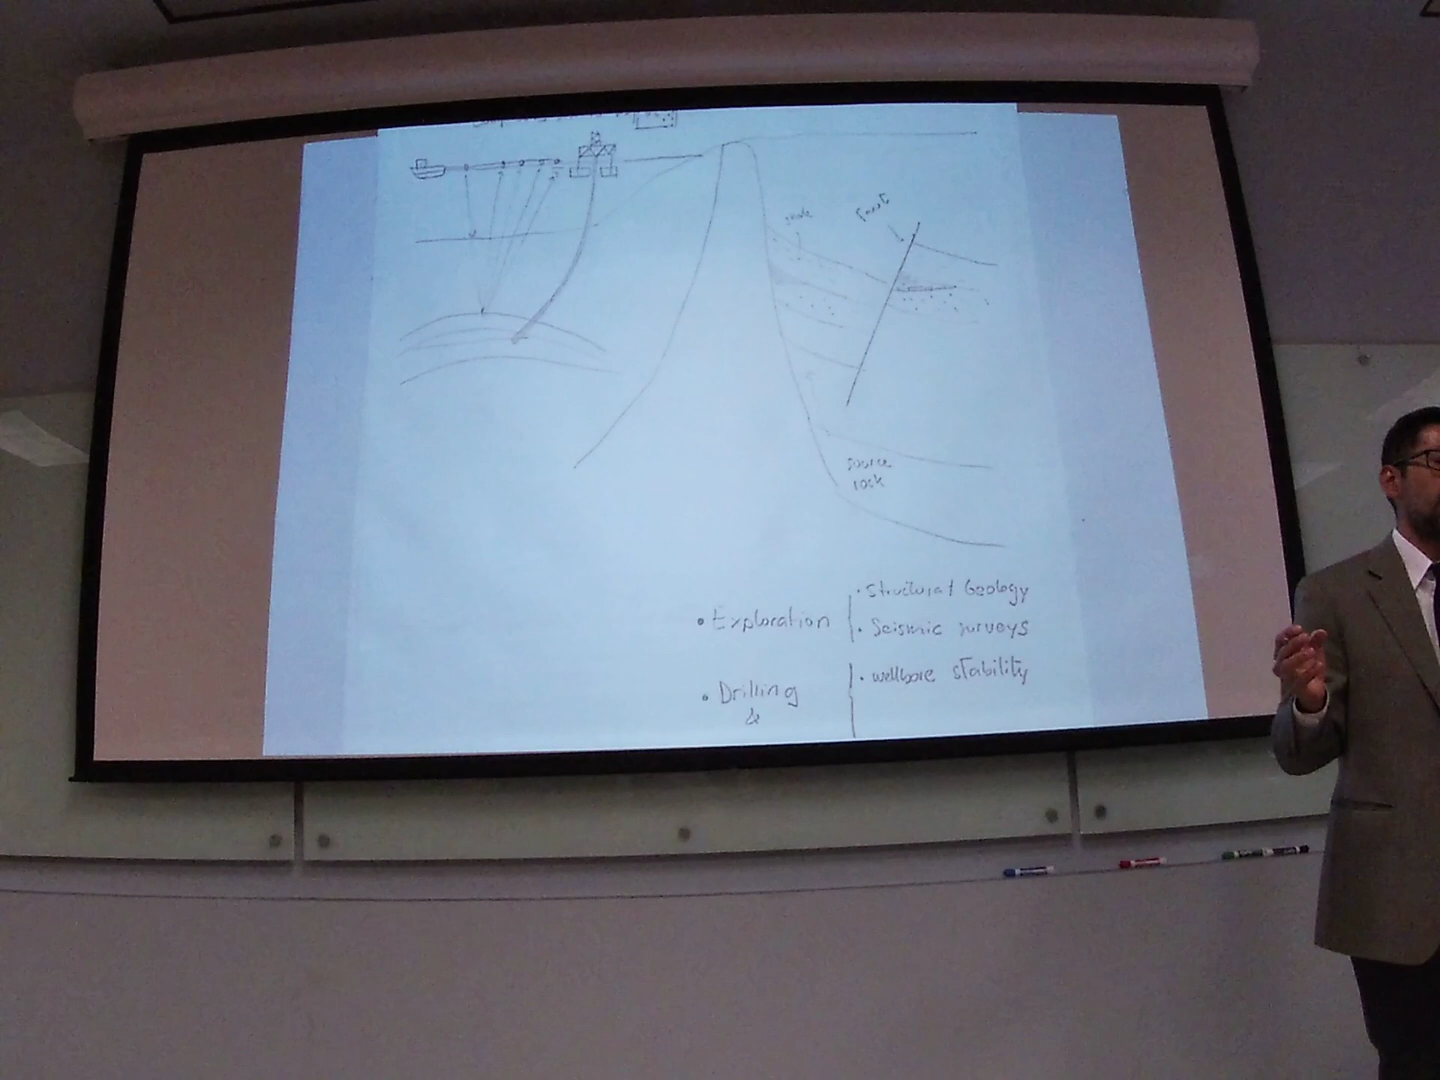 fault
source
rock
• Exploration
• Structural Geology
• Seismic surveys
• Drilling
&
• wellbore stability